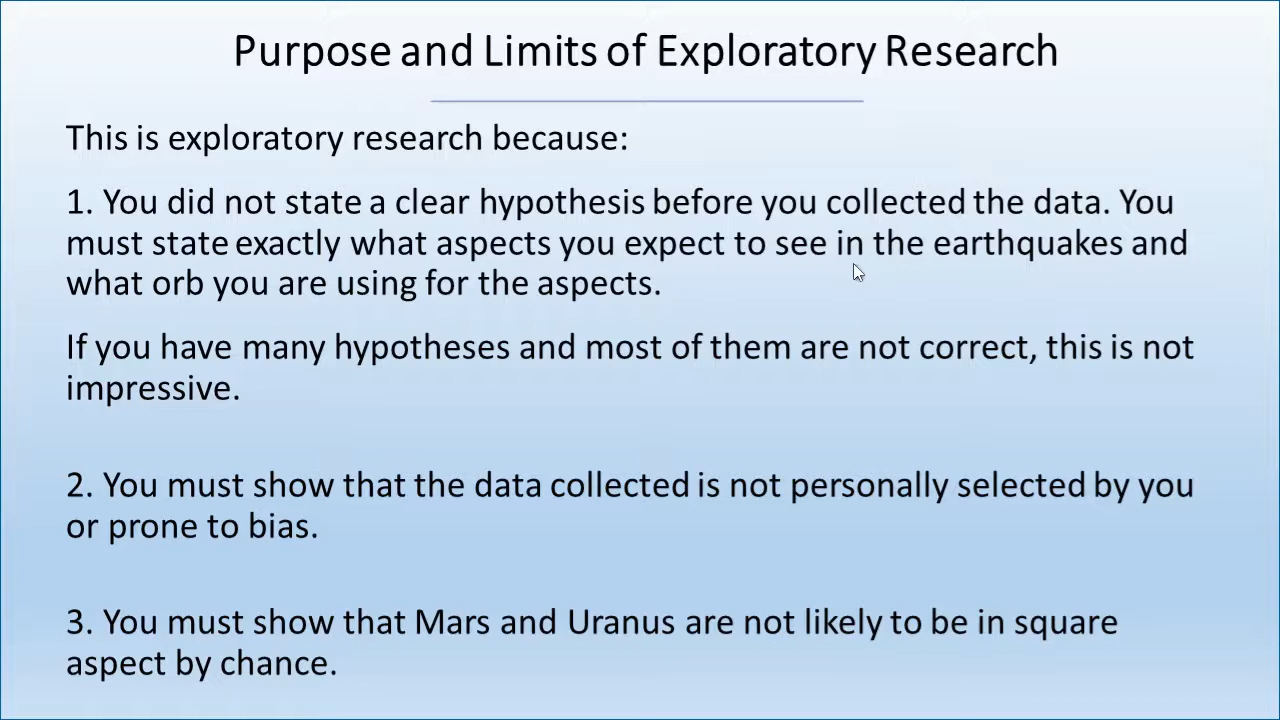 Purpose and Limits of Exploratory Research
This is exploratory research because:
1. You did not state a clear hypothesis before you collected the data. You
must state exactly what aspects you expect to see in the earthquakes and
what orb you are using for the aspects.
If you have many hypotheses and most of them are not correct, this is not
impressive.
2. You must show that the data collected is not personally selected by you
or prone to bias.
3. You must show that Mars and Uranus are not likely to be in square
aspect by chance.